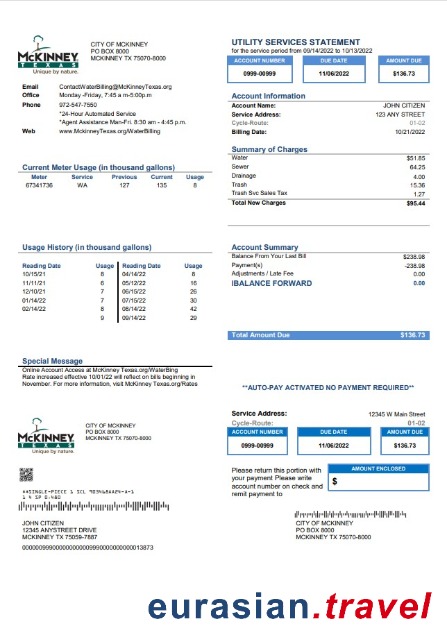 McKINNEY
TEXAS
Unique by nature.
CITY OF MCKINNEY
PO BOX 8000
MCKINNEY TX 75070-8000
UTILITY SERVICES STATEMENT
for the service period from 09/14/2022 to 10/13/2022
ACCOUNT NUMBER DUE DATE AMOUNT DUE
0999-00999 11/06/2022 $136.73
Email ContactWaterBilling@McKinneyTexas.org
Office Monday -Friday, 7:45 a m-5:00p.m
Phone 972-547-7550
*24-Hour Automated Service
*Agent Assistance Mon-Fri. 8:30 am - 4:45 p.m.
Web www.MckinneyTexas.org/WaterBilling
Account Information
Account Name: JOHN CITIZEN
Service Address: 123 ANY STREET
Cycle-Route: 01-02
Billing Date: 10/21/2022
Current Meter Usage (in thousand gallons)
Meter Service Previous Current Usage
67341736 WA 127 135 8
Summary of Charges
Water $51.85
Sewer 64.25
Drainage 4.00
Trash 15.36
Trash Svc Sales Tax 1.27
Total New Charges $95.44
Usage History (in thousand gallons)
Reading Date Usage Reading Date Usage
10/15/21 8 04/14/22 8
11/11/21 6 05/12/22 16
12/10/21 7 06/15/22 26
01/14/22 7 07/15/22 30
02/14/22 8 08/14/22 42
9 09/14/22 29
Account Summary
Balance From Your Last Bill $238.98
Payment(s) -238.98
Adjustments / Late Fee 0.00
IBALANCE FORWARD 0.00
Total Amount Due $136.73
Special Message
Online Account Access at McKinney Texas.org/WaterBing
Rate increased effective 10/01/22 will reflect on bills beginning in
November. For more information, visit McKinney Tex.org/Rates
**AUTO-PAY ACTIVATED NO PAYMENT REQUIRED**
McKINNEY
TEXAS
Unique by nature.
CITY OF MCKINNEY
PO BOX 8000
MCKINNEY TX 75070-8000
Service Address: 12345 W Main Street
Cycle-Route: 01-02
ACCOUNT NUMBER DUE DATE AMOUNT DUE
0999-00999 11/06/2022 $136.73
Please return this portion with
your payment Please write
account number on check and
remit payment to
AMOUNT ENCLOSED
$
JOHN CITIZEN
12345 ANYSTREET DRIVE
MCKINNEY TX 75059-7887
CITY OF MCKINNEY
PO BOX 8000
MCKINNEY TX 75070-8000
eurasian.travel